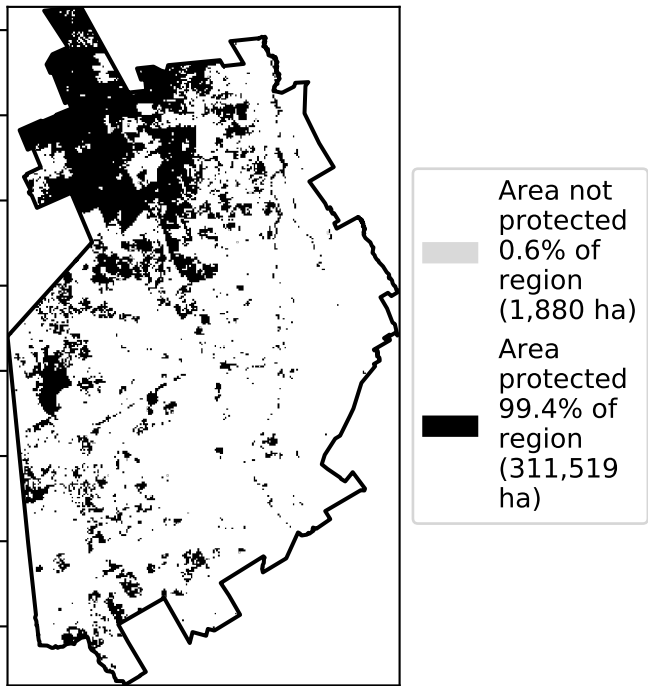 Area not
protected
0.6% of
region
(1,880 ha)
Area
protected
99.4% of
region
(311,519
ha)